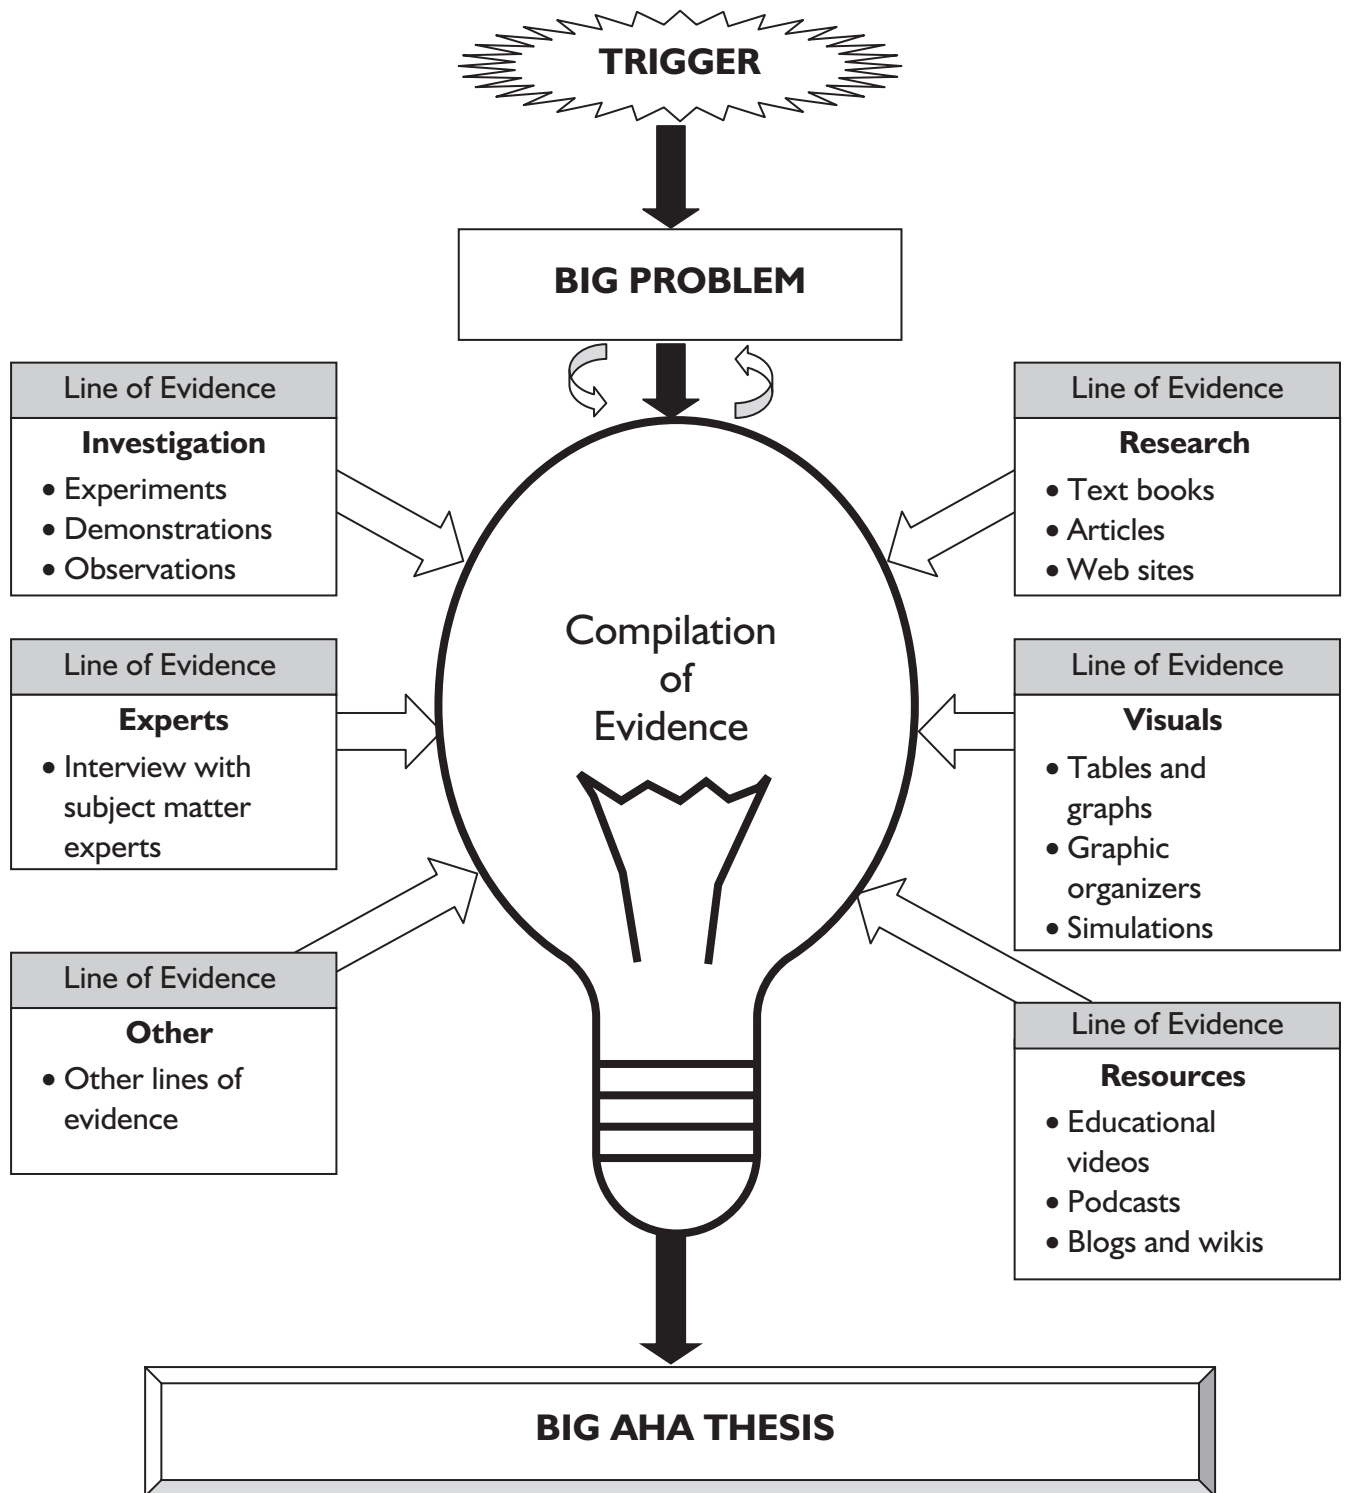 TRIGGER
BIG PROBLEM
Line of Evidence
Investigation
• Experiments
• Demonstrations
• Observations
Line of Evidence
Experts
• Interview with
subject matter
experts
Line of Evidence
Other
• Other lines of
evidence
Compilation
of
Evidence
Line of Evidence
Research
• Text books
• Articles
• Web sites
Line of Evidence
Visuals
• Tables and
graphs
• Graphic
organizers
• Simulations
Line of Evidence
Resources
• Educational
videos
• Podcasts
• Blogs and wikis
BIG AHA THESIS